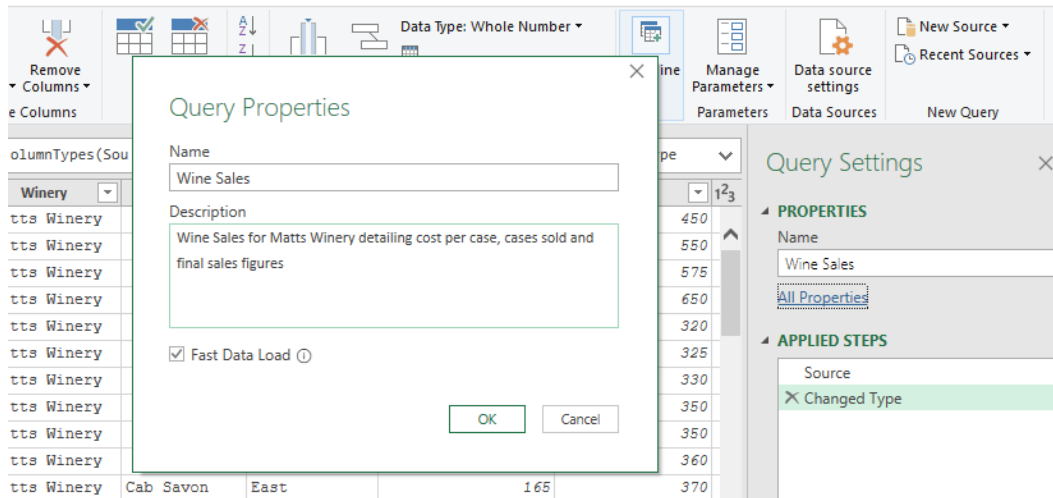 Remove
Columns
e Columns
A
Z
Z
Data Type: Whole Number
ine
Manage
Parameters
Parameters
Data source
settings
Data Sources
New Source
Recent Sources
New Query
olumnTypes(Sou
pe
Query Properties
Name
Wine Sales
Description
Wine Sales for Matts Winery detailing cost per case, cases sold and
final sales figures
Fast Data Load
OK
Cancel
Winery
1²3
tts Winery
450
tts Winery
550
tts Winery
575
tts Winery
650
tts Winery
320
tts Winery
325
tts Winery
330
tts Winery
350
tts Winery
350
tts Winery
360
tts Winery Cab Savon East 165 370
Query Settings
PROPERTIES
Name
Wine Sales
All Properties
APPLIED STEPS
Source
Changed Type